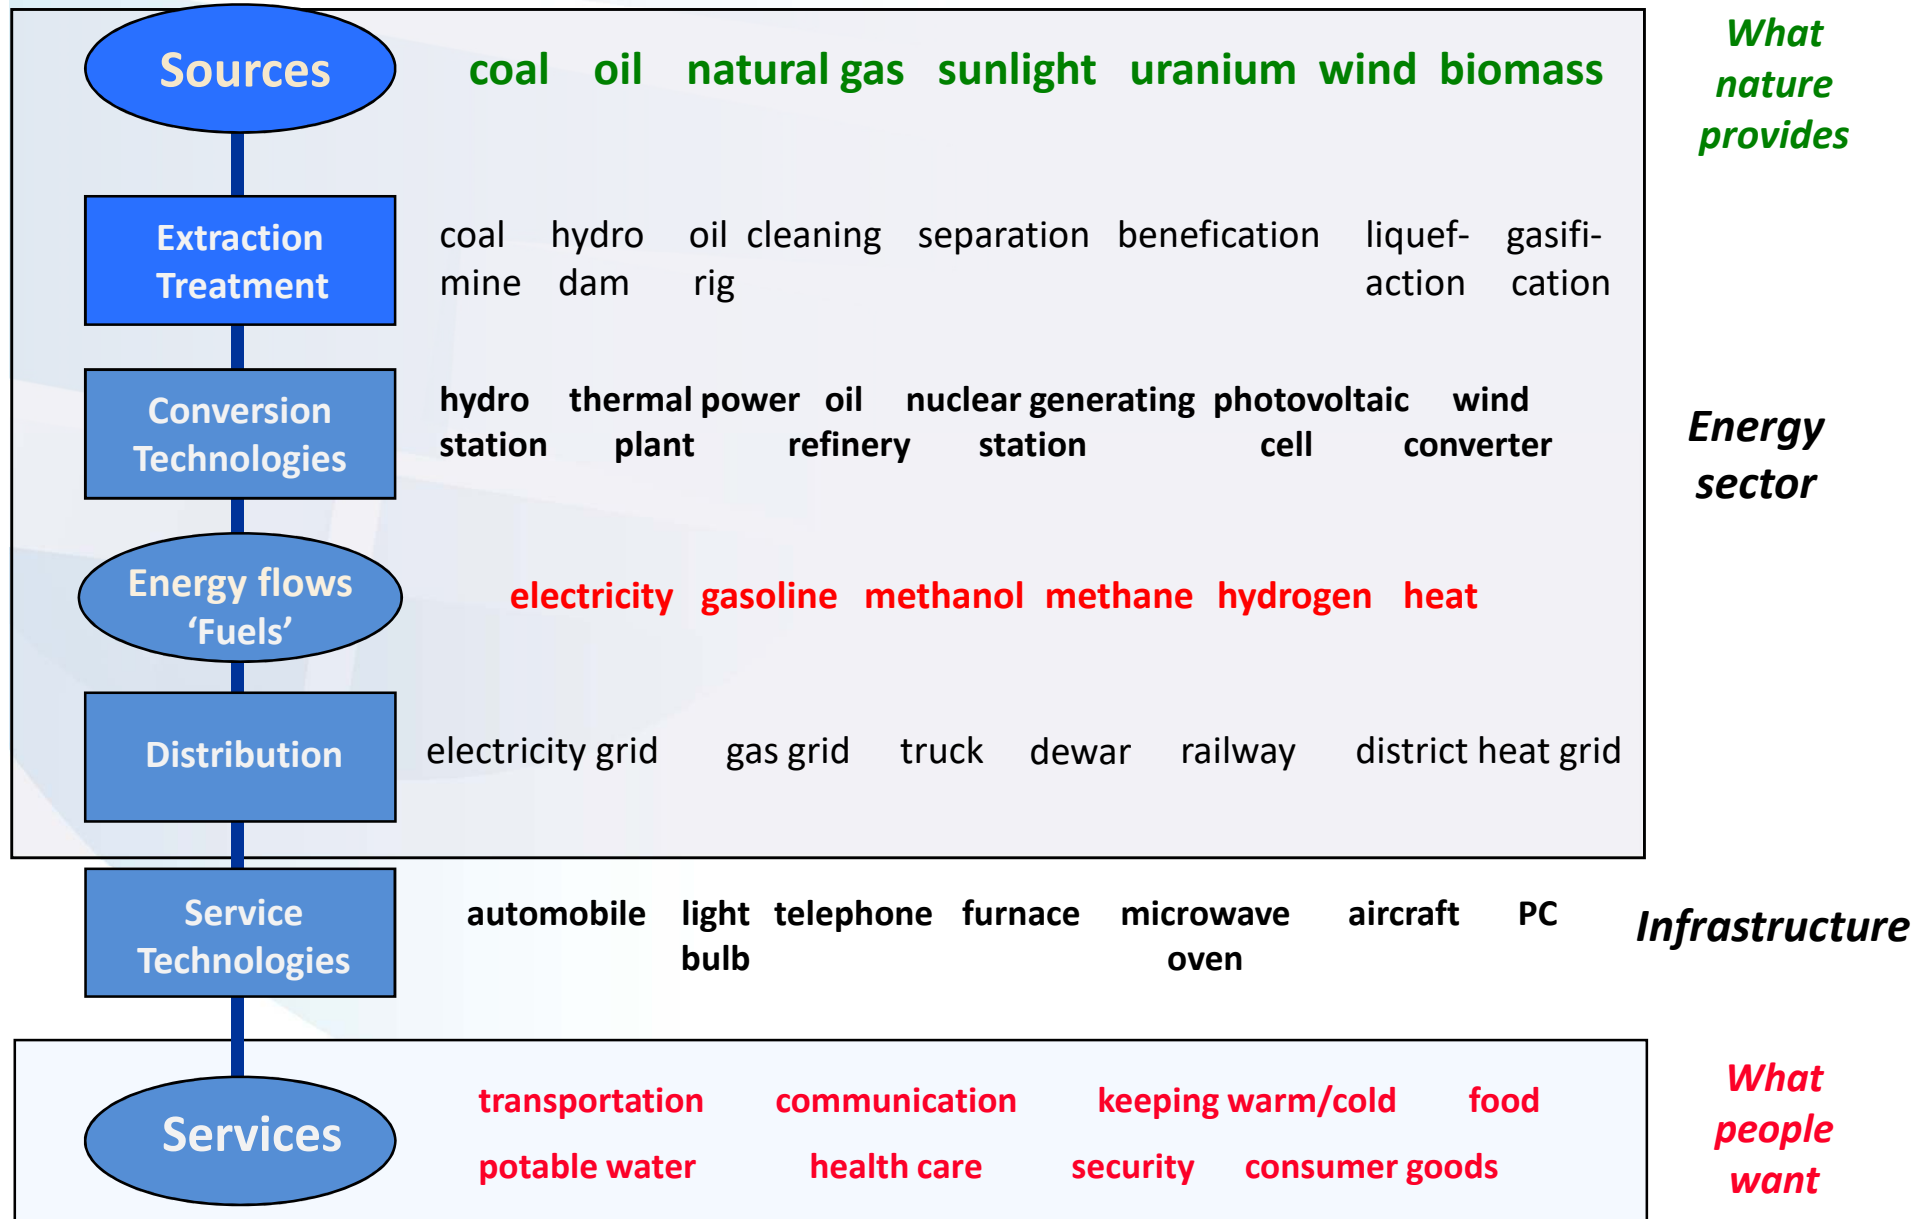 Sources
coal oil natural gas sunlight uranium wind biomass
What
nature
provides
Extraction
Treatment
coal hydro oil cleaning separation benefication liquef- gasifi-
mine dam rig action cation
Conversion
Technologies
hydro thermal power oil nuclear generating photovoltaic wind
station plant refinery station cell converter
Energy
sector
Energy flows
‘Fuels’
electricity gasoline methanol methane hydrogen heat
Distribution
electricity grid gas grid truck dewar railway district heat grid
Service
Technologies
automobile light telephone furnace microwave aircraft PC
bulb oven
Infrastructure
Services
transportation communication keeping warm/cold food
potable water health care security consumer goods
What
people
want